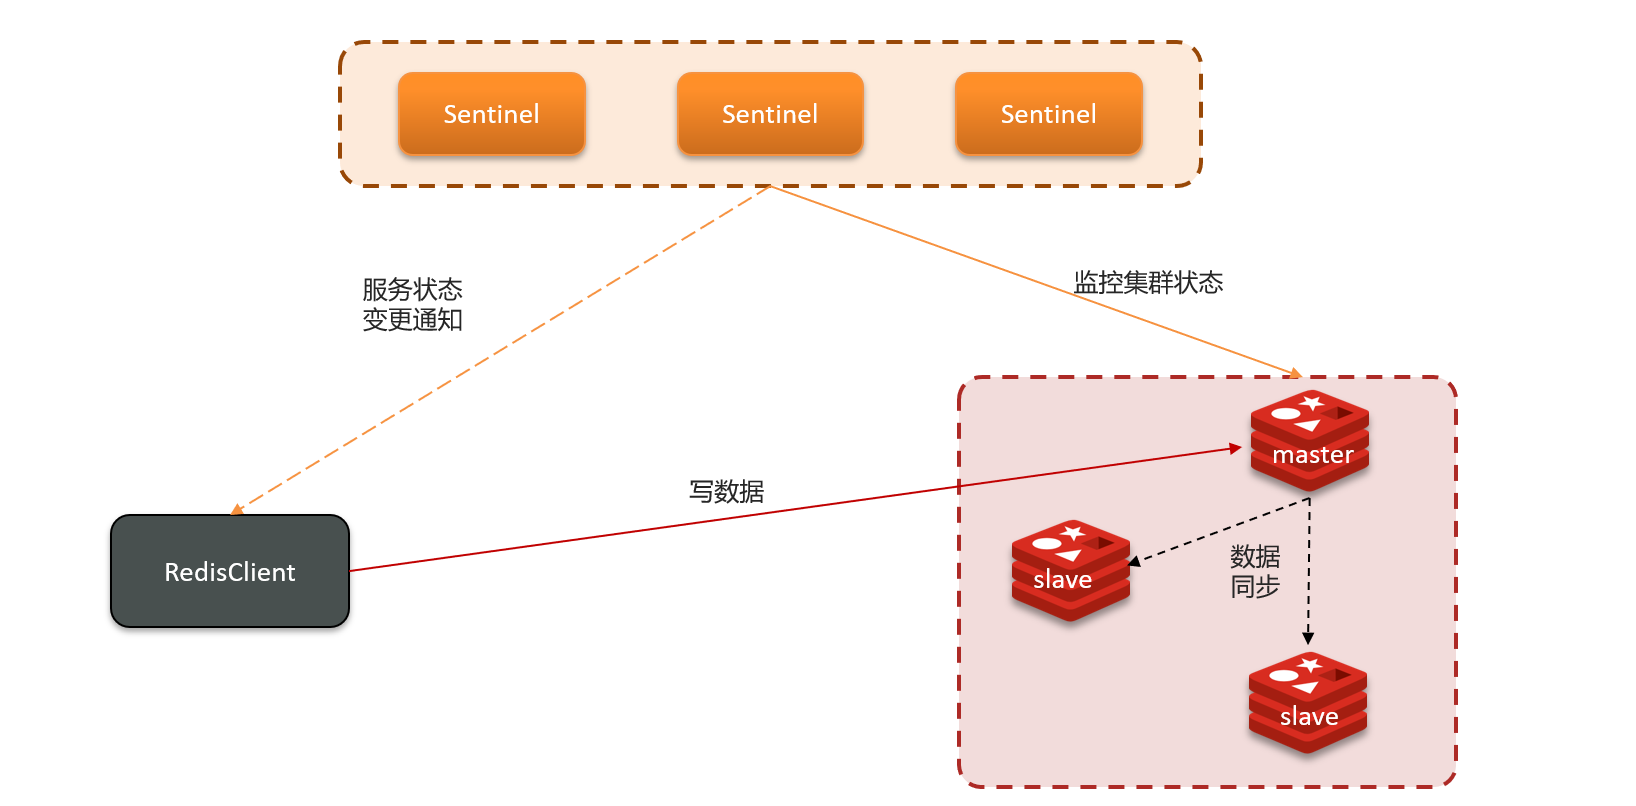 Sentinel
Sentinel
Sentinel
服务状态
变更通知
监控集群状态
master
写数据
RedisClient
slave
数据
同步
slave